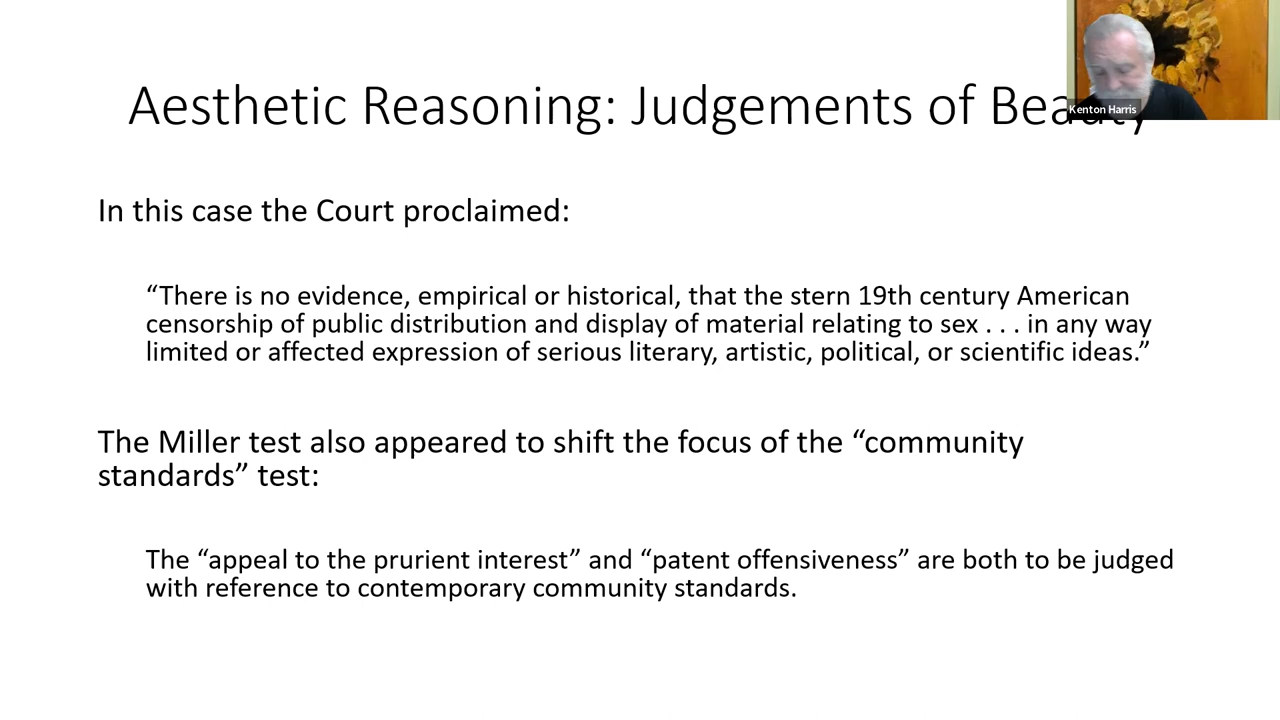 Aesthetic Reasoning: Judgements of Beauty
Kenton Harris
In this case the Court proclaimed:
“There is no evidence, empirical or historical, that the stern 19th century American
censorship of public distribution and display of material relating to sex . . . in any way
limited or affected expression of serious literary, artistic, political, or scientific ideas.”
The Miller test also appeared to shift the focus of the “community
standards” test:
The “appeal to the prurient interest” and “patent offensiveness” are both to be judged
with reference to contemporary community standards.